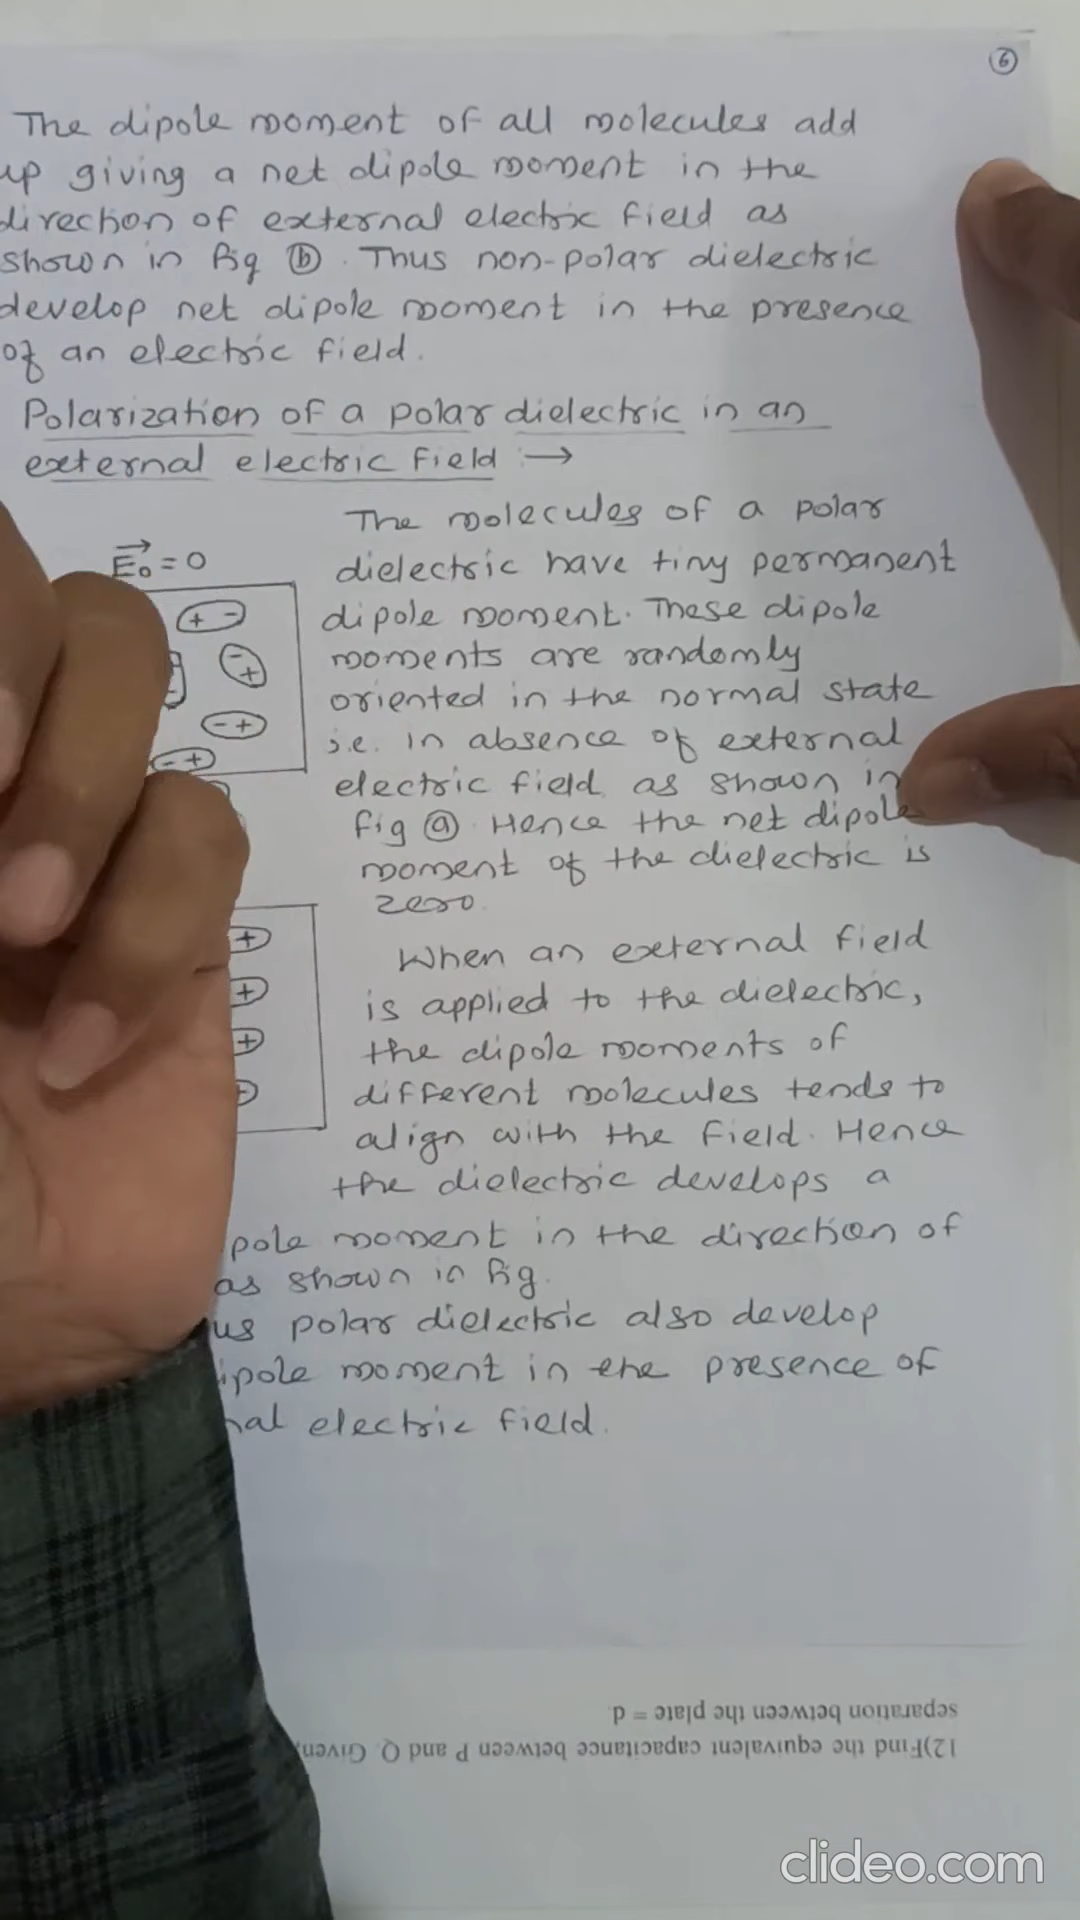 6
The dipole moment of all molecules add
up giving a net dipole moment in the
direction of external electric field as
shown in fig (b). Thus non-polar dielectric
develop net dipole moment in the presence
of an electric field.
Polarization of a polar dielectric in an
external electric field :→
E₀ = 0
+ -
- +
- +
- +
The molecules of a polar
dielectric have tiny permanent
dipole moment. These dipole
moments are randomly
oriented in the normal state
i.e. in absence of external
electric field as shown in
fig (a). Hence the net dipole
moment of the dielectric is
zero.
+
+
+
When an external field
is applied to the dielectric,
the dipole moments of
different molecules tends to
align with the field. Hence
the dielectric develops a
pole moment in the direction of
as shown in fig.
us polar dielectric also develop
ipole moment in the presence of
nal electric field.
12)Find the equivalent capacitance between P and Q. Given,
separation between the plate = d
clideo.com